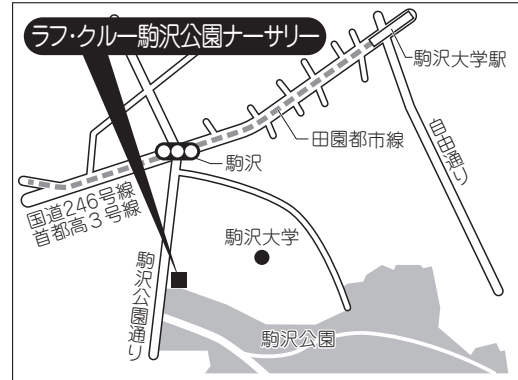 ラフ・クルー駒沢公園ナーサリー
駒沢大学駅
田園都市線
自由通り
駒沢
国道246号線
首都高3号線
駒沢大学
駒沢公園通り
駒沢公園